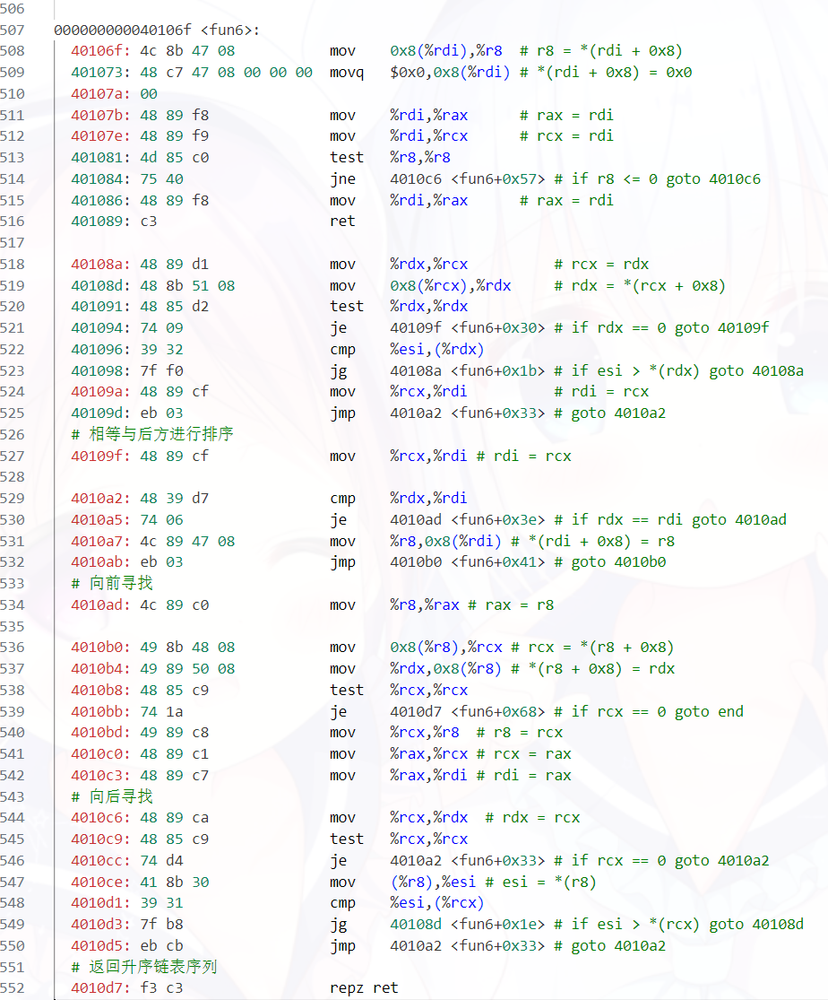 506
507 000000000040106f <fun6>:
508 40106f: 4c 8b 47 08 mov 0x8(%rdi),%r8 # r8 = *(rdi + 0x8)
509 401073: 48 c7 47 08 00 00 00 movq $0x0,0x8(%rdi) # *(rdi + 0x8) = 0x0
510 40107a: 00
511 40107b: 48 89 f8 mov %rdi,%rax # rax = rdi
512 40107e: 48 89 f9 mov %rdi,%rcx # rcx = rdi
513 401081: 4d 85 c0 test %r8,%r8
514 401084: 75 40 jne 4010c6 <fun6+0x57> # if r8 <= 0 goto 4010c6
515 401086: 48 89 f8 mov %rdi,%rax # rax = rdi
516 401089: c3 ret
517
518 40108a: 48 89 d1 mov %rdx,%rcx # rcx = rdx
519 40108d: 48 8b 51 08 mov 0x8(%rcx),%rdx # rdx = *(rcx + 0x8)
520 401091: 48 85 d2 test %rdx,%rdx
521 401094: 74 09 je 40109f <fun6+0x30> # if rdx == 0 goto 40109f
522 401096: 39 32 cmp %esi,(%rdx)
523 401098: 7f f0 jg 40108a <fun6+0x1b> # if esi > *(rdx) goto 40108a
524 40109a: 48 89 cf mov %rcx,%rdi # rdi = rcx
525 40109d: eb 03 jmp 4010a2 <fun6+0x33> # goto 4010a2
526 # 相等与后方进行排序
527 40109f: 48 89 cf mov %rcx,%rdi # rdi = rcx
528
529 4010a2: 48 39 d7 cmp %rdx,%rdi
530 4010a5: 74 06 je 4010ad <fun6+0x3e> # if rdx == rdi goto 4010ad
531 4010a7: 4c 89 47 08 mov %r8,0x8(%rdi) # *(rdi + 0x8) = r8
532 4010ab: eb 03 jmp 4010b0 <fun6+0x41> # goto 4010b0
533 # 向前寻找
534 4010ad: 4c 89 c0 mov %r8,%rax # rax = r8
535
536 4010b0: 49 8b 48 08 mov 0x8(%r8),%rcx # rcx = *(r8 + 0x8)
537 4010b4: 49 89 50 08 mov %rdx,0x8(%r8) # *(r8 + 0x8) = rdx
538 4010b8: 48 85 c9 test %rcx,%rcx
539 4010bb: 74 1a je 4010d7 <fun6+0x68> # if rcx == 0 goto end
540 4010bd: 49 89 c8 mov %rcx,%r8 # r8 = rcx
541 4010c0: 48 89 c1 mov %rax,%rcx # rcx = rax
542 4010c3: 48 89 c7 mov %rax,%rdi # rdi = rax
543 # 向后寻找
544 4010c6: 48 89 ca mov %rcx,%rdx # rdx = rcx
545 4010c9: 48 85 c9 test %rcx,%rcx
546 4010cc: 74 d4 je 4010a2 <fun6+0x33> # if rcx == 0 goto 4010a2
547 4010ce: 41 8b 30 mov (%r8),%esi # esi = *(r8)
548 4010d1: 39 31 cmp %esi,(%rcx)
549 4010d3: 7f b8 jg 40108d <fun6+0x1e> # if esi > *(rcx) goto 40108d
550 4010d5: eb cb jmp 4010a2 <fun6+0x33> # goto 4010a2
551 # 返回升序链表序列
552 4010d7: f3 c3 repz ret